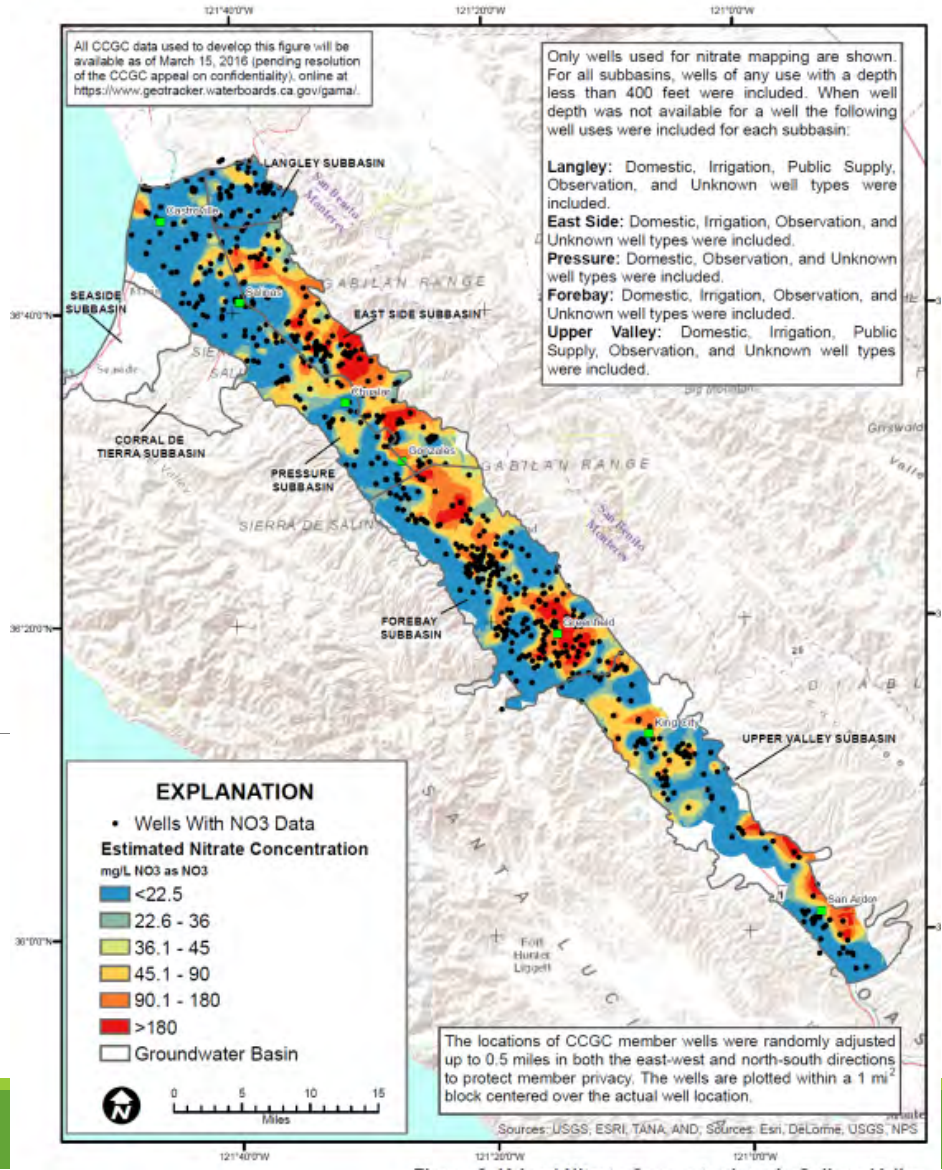 121°40'0"W
121°20'0"W
121°0'0"W
All CCGC data used to develop this figure will be
available as of March 15, 2016 (pending resolution
of the CCGC appeal on confidentiality), online at
https://www.geotracker.waterboards.ca.gov/gama/.
Only wells used for nitrate mapping are shown.
For all subbasins, wells of any use with a depth
less than 400 feet were included. When well
depth was not available for a well the following
well uses were included for each subbasin:
Langley: Domestic, Irrigation, Public Supply,
Observation, and Unknown well types were
included.
East Side: Domestic, Irrigation, Observation, and
Unknown well types were included.
Pressure: Domestic, Observation, and Unknown
well types were included.
Forebay: Domestic, Irrigation, Observation, and
Unknown well types were included.
Upper Valley: Domestic, Irrigation, Public
Supply, Observation, and Unknown well types
were included.
LANGLEY SUBBASIN
San Benito
Monterey
Castroville
GABILAN RANGE
Salinas
SEASIDE
SUBBASIN
36°40'0"N
EAST SIDE SUBBASIN
Seaside
Chualar
CORRAL DE
TIERRA SUBBASIN
Valley
Griswold
Valley
PRESSURE
SUBBASIN
Gonzales
GABILAN RANGE
SIERRA DE SALIN
San Benito
Monterey
FOREBAY
SUBBASIN
36°20'0"N
Greenfield
DIABL
King City
UPPER VALLEY SUBBASIN
SANTA LUCI
San Ardo
36°0'0"N
Fort
Hunter
Liggett
EXPLANATION
Wells With NO3 Data
Estimated Nitrate Concentration
mg/L NO3 as NO3
<22.5
22.6 - 36
36.1 - 45
45.1 - 90
90.1 - 180
>180
Groundwater Basin
N
0 5 10 15
Miles
The locations of CCGC member wells were randomly adjusted
up to 0.5 miles in both the east-west and north-south directions
to protect member privacy. The wells are plotted within a 1 mi²
block centered over the actual well location.
Sources: USGS, ESRI, TANA, AND, Sources: Esri, DeLorme, USGS, NPS
121°40'0"W
121°20'0"W
121°0'0"W